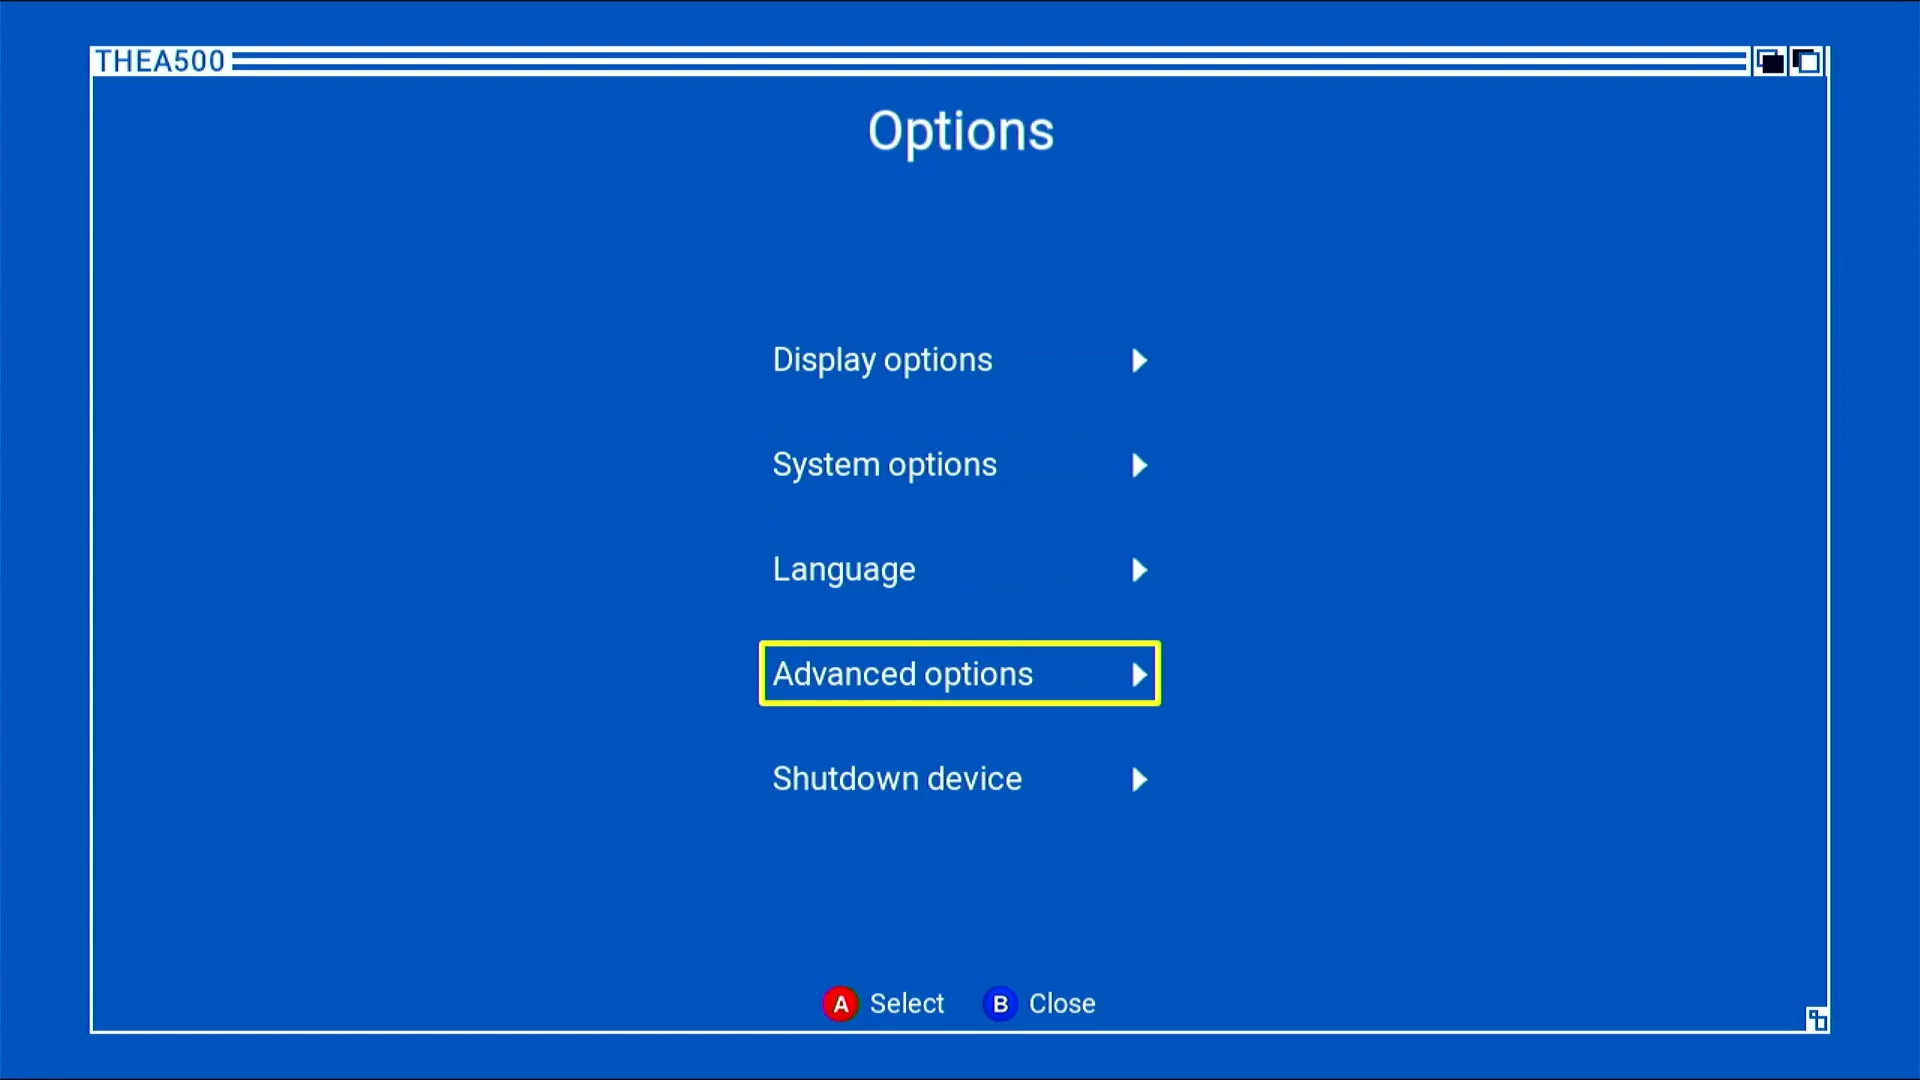 THEA500
Options
Display options
System options
Language
Advanced options
Shutdown device
A Select B Close